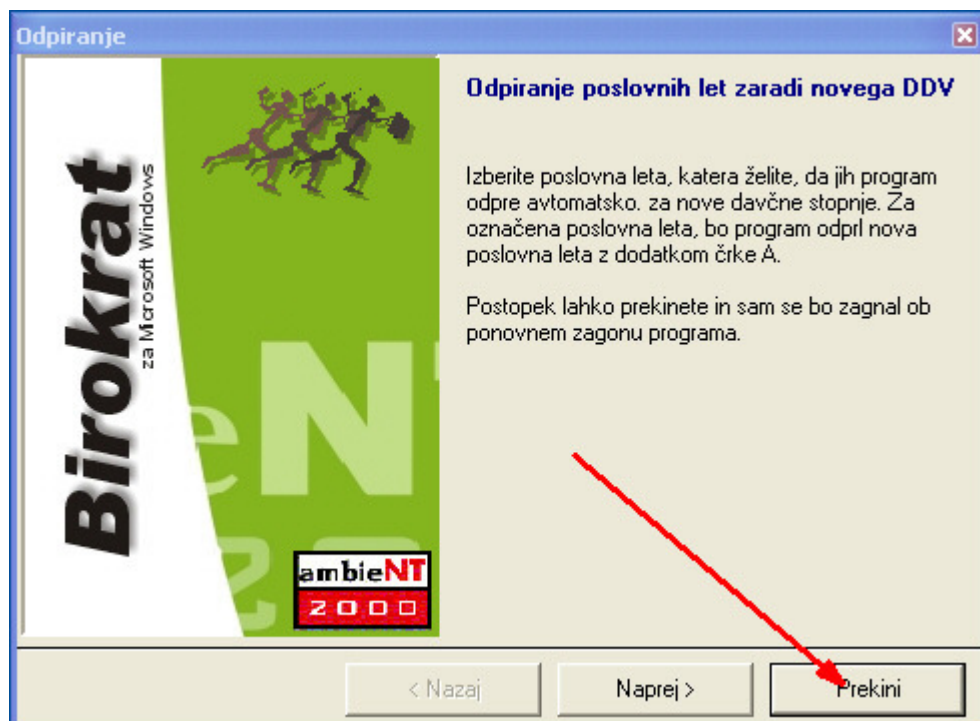 Odpiranje
Birokrat
za Microsoft Windows
eNT
ambieNT
2000
Odpiranje poslovnih let zaradi novega DDV
Izberite poslovna leta, katera želite, da jih program
odpre avtomatsko. za nove davčne stopnje. Za
označena poslovna leta, bo program odprl nova
poslovna leta z dodatkom črke A.
Postopek lahko prekinete in sam se bo zagnal ob
ponovnem zagonu programa.
< Nazaj
Naprej >
Prekini